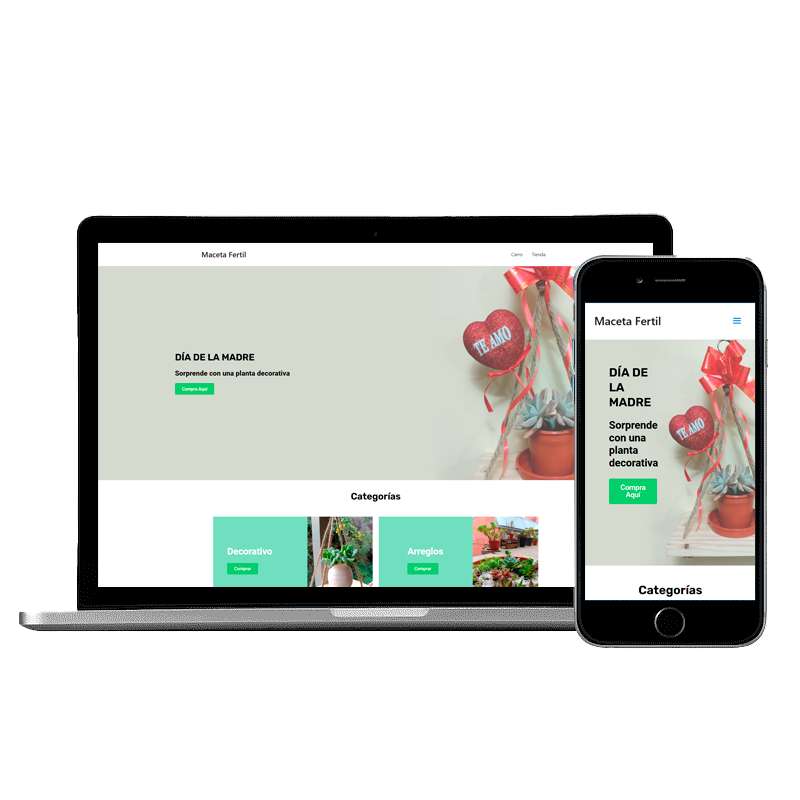 Maceta Fertil
Carro Tienda
DÍA DE LA MADRE
Sorprende con una planta decorativa
Compra Aquí
TE AMO
Categorías
Decorativo
Comprar
Arreglos
Comprar
Maceta Fertil
DÍA DE
LA
MADRE
Sorprende
con una
planta
decorativa
Compra
Aquí
TE AMO
Categorías